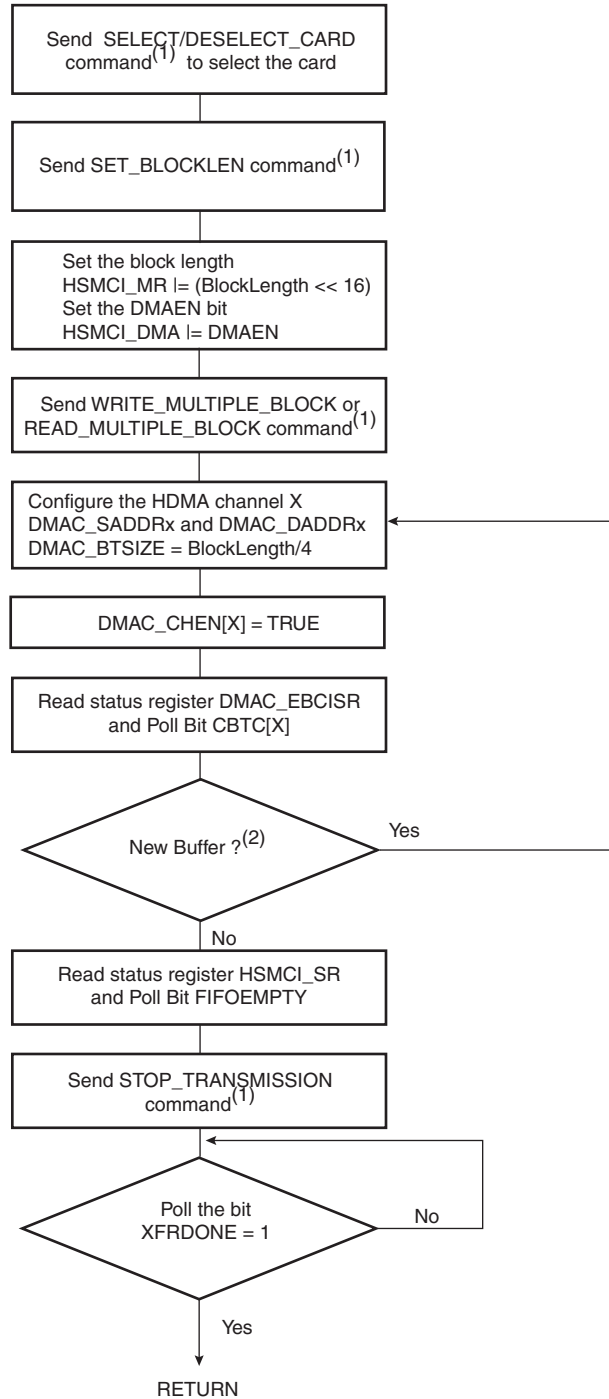 Send SELECT/DESELECT_CARD
command(1) to select the card
Send SET_BLOCKLEN command(1)
Set the block length
HSMCI_MR |= (BlockLength << 16)
Set the DMAEN bit
HSMCI_DMA |= DMAEN
Send WRITE_MULTIPLE_BLOCK or
READ_MULTIPLE_BLOCK command(1)
Configure the HDMA channel X
DMAC_SADDRx and DMAC_DADDRx
DMAC_BTSIZE = BlockLength/4
DMAC_CHEN[X] = TRUE
Read status register DMAC_EBCISR
and Poll Bit CBTC[X]
New Buffer ?(2)
Yes
No
Read status register HSMCI_SR
and Poll Bit FIFOEMPTY
Send STOP_TRANSMISSION
command(1)
Poll the bit
XFRDONE = 1
No
Yes
RETURN